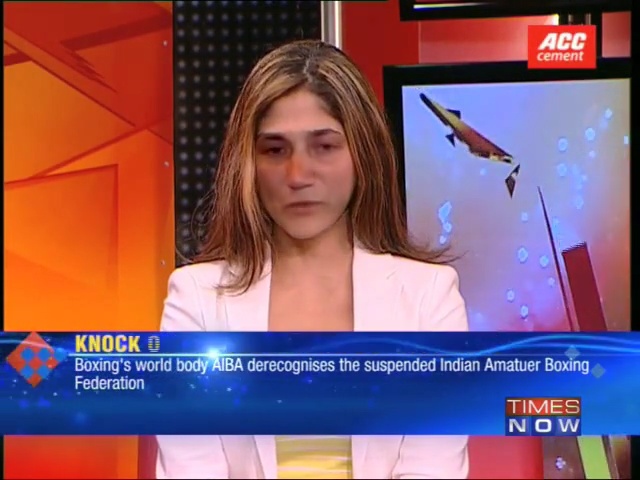 ACC
cement
KNOCK O
Boxing's world body AIBA derecognises the suspended Indian Amatuer Boxing
Federation
TIMES
NOW